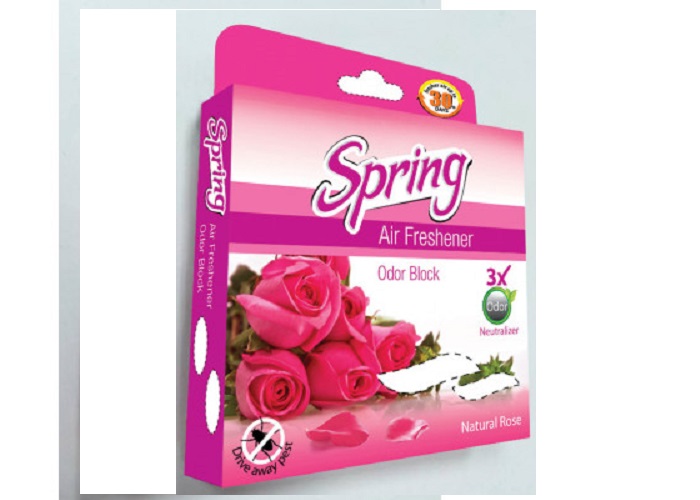 30
Spring
Air Freshener
Odor Block
3X
Odor
Neutralizer
Natural Rose
Drive away pest
Spring
Air Freshener
Odor Block